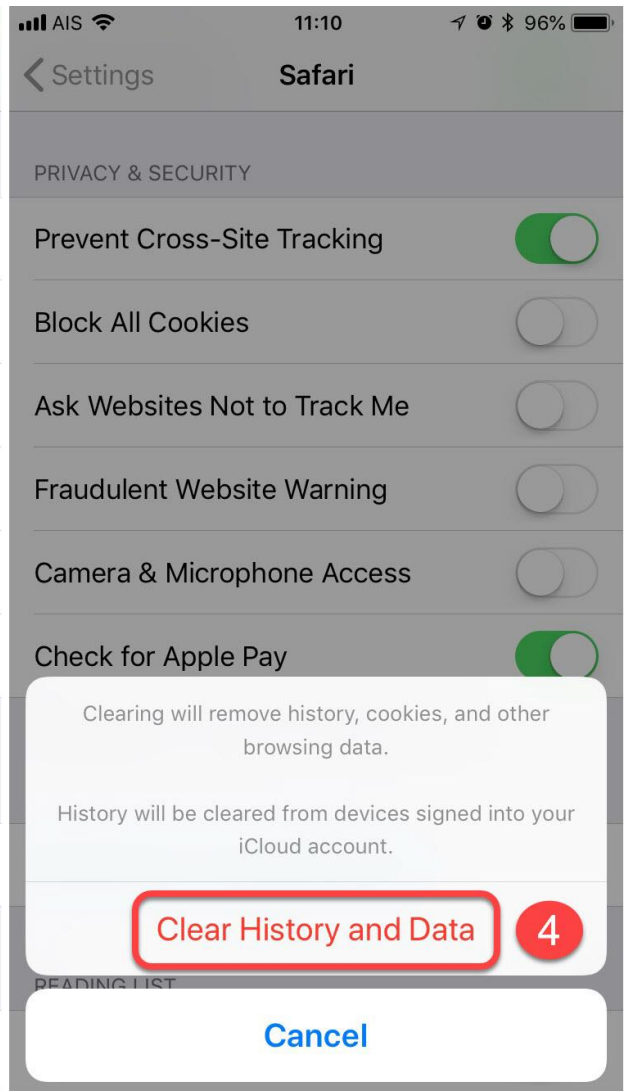 AIS 11:10 96%
Settings Safari
PRIVACY & SECURITY
Prevent Cross-Site Tracking
Block All Cookies
Ask Websites Not to Track Me
Fraudulent Website Warning
Camera & Microphone Access
Check for Apple Pay
Clearing will remove history, cookies, and other
browsing data.
History will be cleared from devices signed into your
iCloud account.
Clear History and Data 4
READING LIST
Cancel